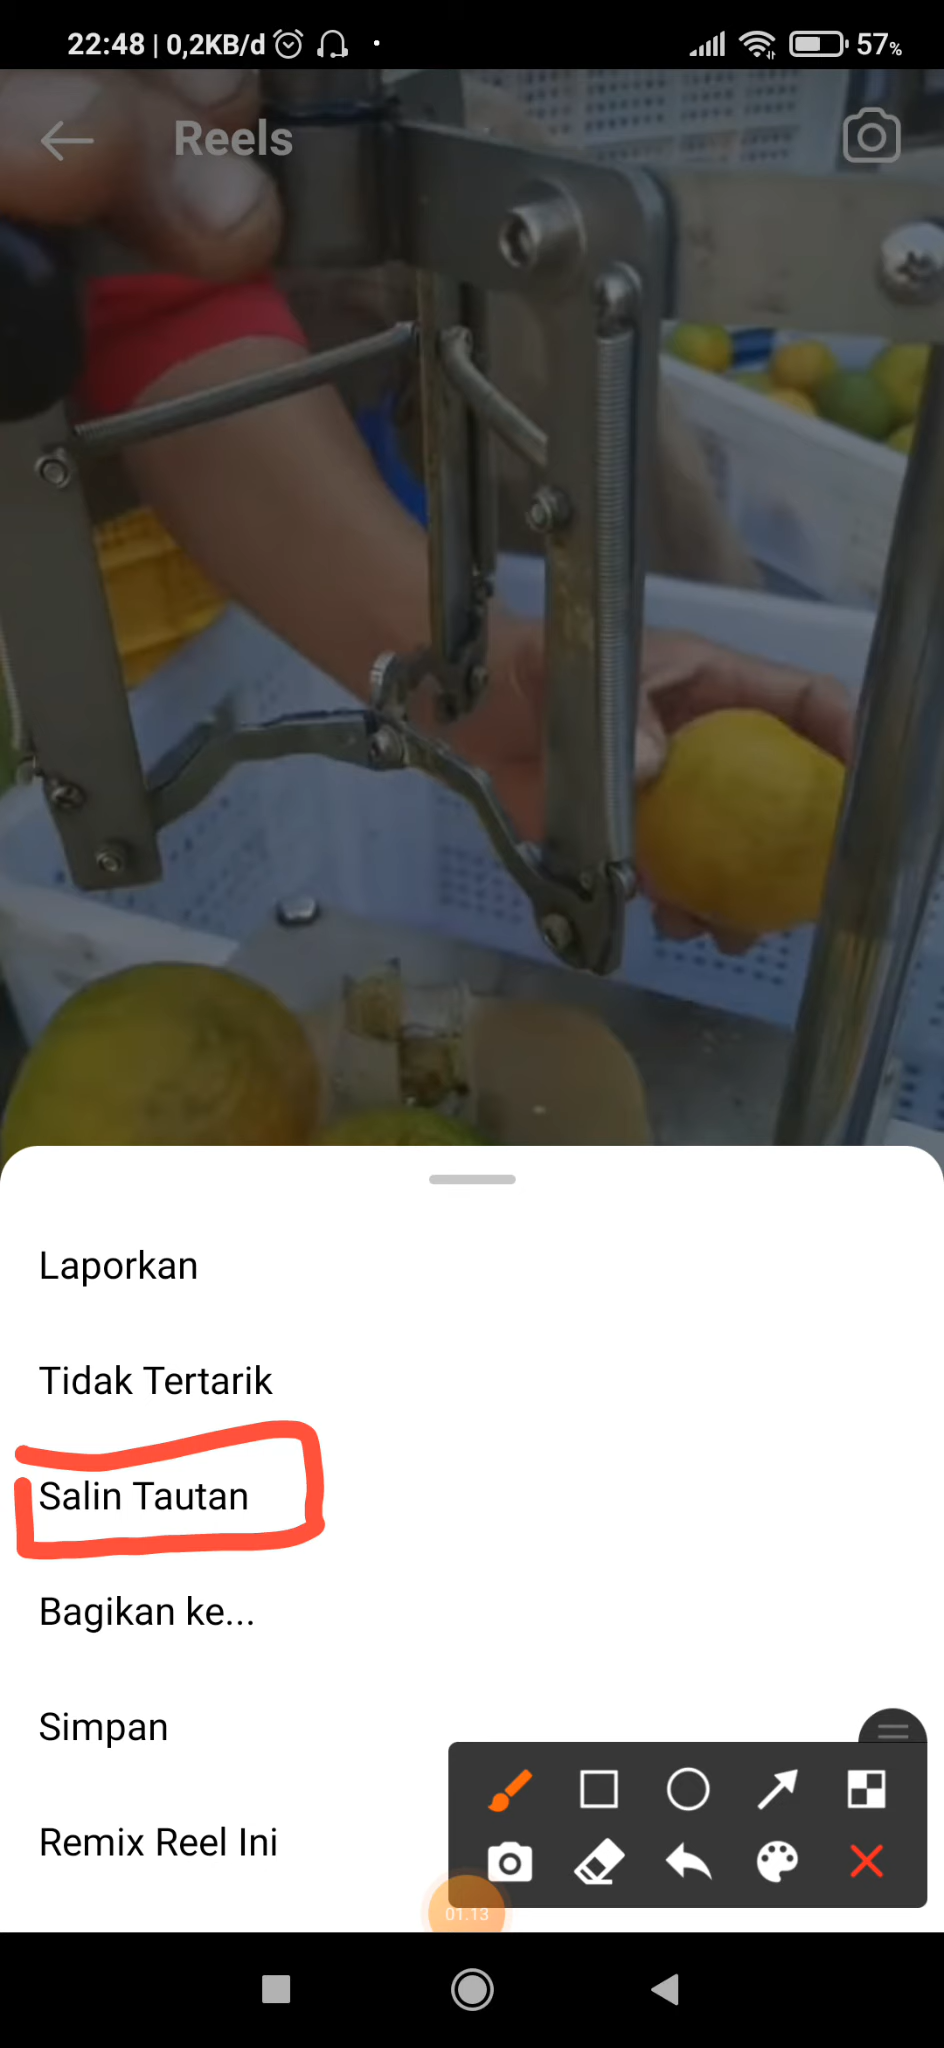 22:48 | 0,2KB/d
57%
Reels
Laporkan
Tidak Tertarik
Salin Tautan
Bagikan ke...
Simpan
Remix Reel Ini
01.13